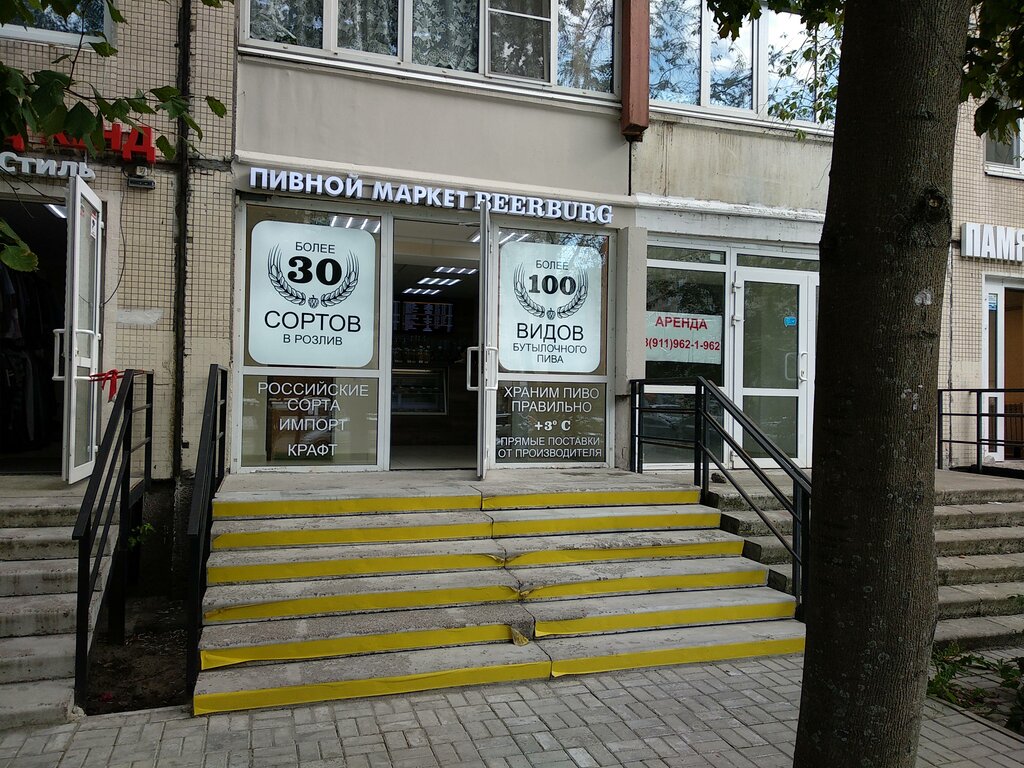 Стиль
ПИВНОЙ МАРКЕТ BEERBURG
БОЛЕЕ
30
СОРТОВ
В РОЗЛИВ
РОССИЙСКИЕ
СОРТА
ИМПОРТ
КРАФТ
БОЛЕЕ
100
ВИДОВ
БУТЫЛОЧНОГО
ПИВА
ХРАНИМ ПИВО
ПРАВИЛЬНО
+3° C
ПРЯМЫЕ ПОСТАВКИ
ОТ ПРОИЗВОДИТЕЛЯ
АРЕНДА
8(911)962-1-962